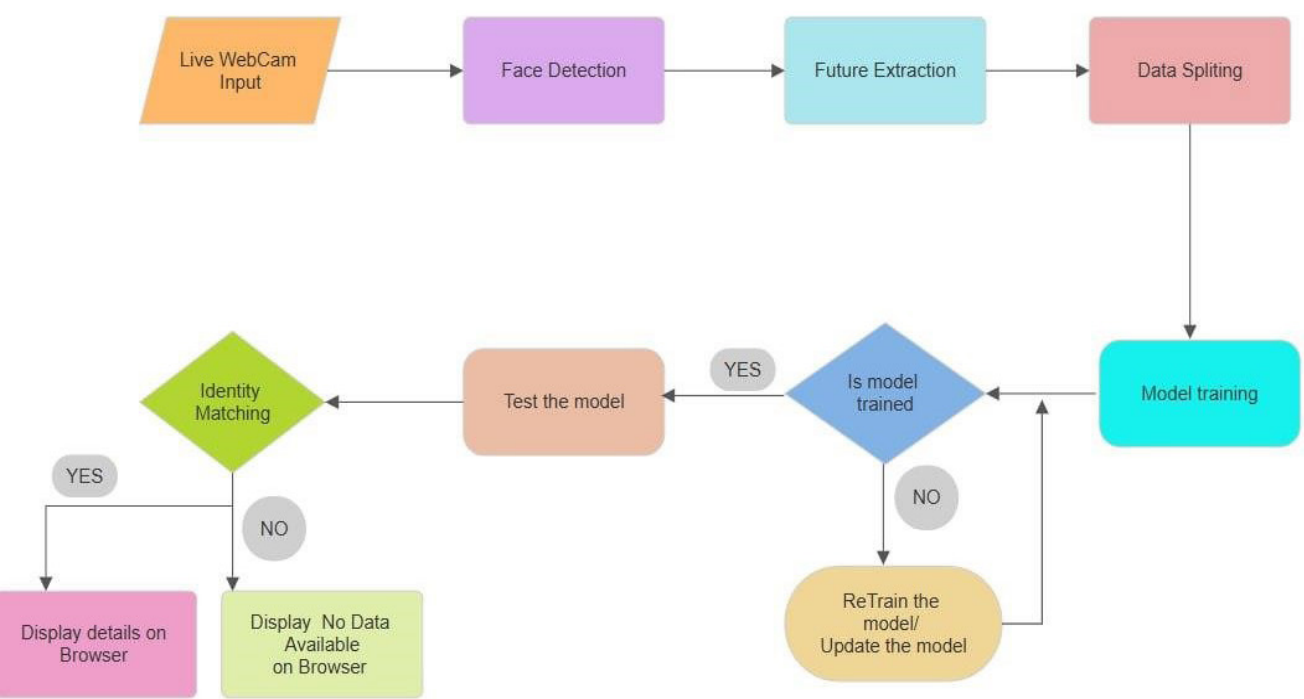 Live WebCam
Input
Face Detection
Future Extraction
Data Spliting
Identity
Matching
Test the model
YES
Is model
trained
Model training
YES
NO
NO
Display details on
Browser
Display No Data
Available
on Browser
ReTrain the
model/
Update the model